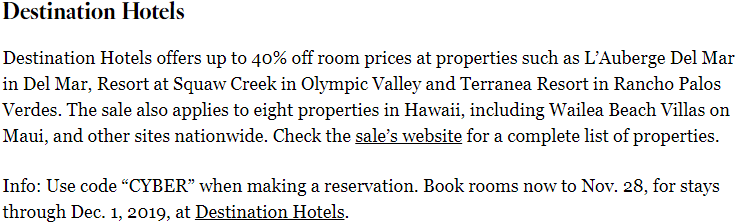 Destination Hotels
Destination Hotels offers up to 40% off room prices at properties such as L’Auberge Del Mar
in Del Mar, Resort at Squaw Creek in Olympic Valley and Terranea Resort in Rancho Palos
Verdes. The sale also applies to eight properties in Hawaii, including Wailea Beach Villas on
Maui, and other sites nationwide. Check the sale’s website for a complete list of properties.
Info: Use code “CYBER” when making a reservation. Book rooms now to Nov. 28, for stays
through Dec. 1, 2019, at Destination Hotels.